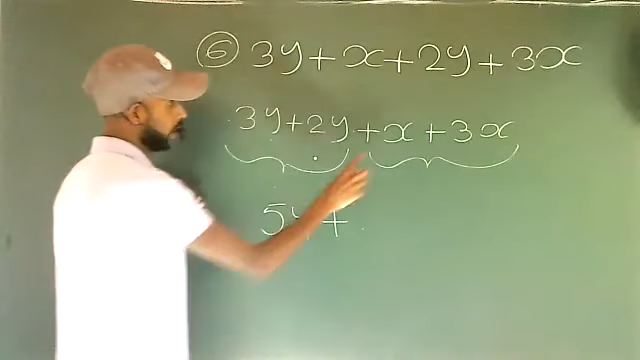 ⑥ 3y + x + 2y + 3x
3y + 2y + x + 3x
5y +